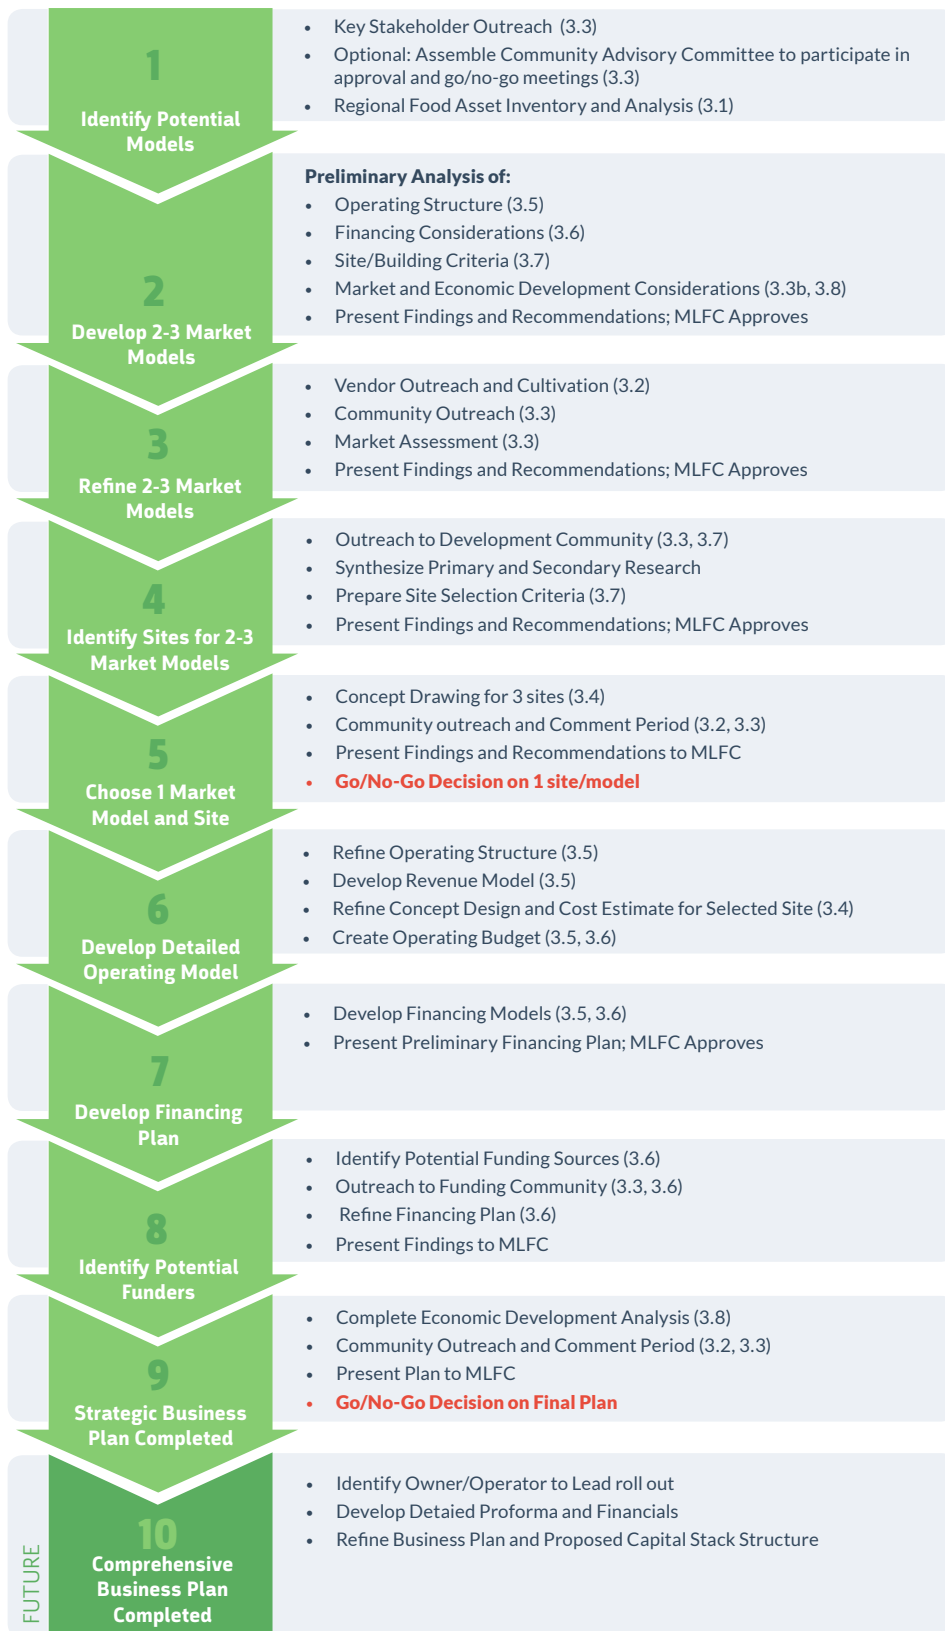 1
Identify Potential
Models
• Key Stakeholder Outreach (3.3)
• Optional: Assemble Community Advisory Committee to participate in
approval and go/no-go meetings (3.3)
• Regional Food Asset Inventory and Analysis (3.1)
2
Develop 2-3 Market
Models
Preliminary Analysis of:
• Operating Structure (3.5)
• Financing Considerations (3.6)
• Site/Building Criteria (3.7)
• Market and Economic Development Considerations (3.3b, 3.8)
• Present Findings and Recommendations; MLFC Approves
3
Refine 2-3 Market
Models
• Vendor Outreach and Cultivation (3.2)
• Community Outreach (3.3)
• Market Assessment (3.3)
• Present Findings and Recommendations; MLFC Approves
4
Identify Sites for 2-3
Market Models
• Outreach to Development Community (3.3, 3.7)
• Synthesize Primary and Secondary Research
• Prepare Site Selection Criteria (3.7)
• Present Findings and Recommendations; MLFC Approves
5
Choose 1 Market
Model and Site
• Concept Drawing for 3 sites (3.4)
• Community outreach and Comment Period (3.2, 3.3)
• Present Findings and Recommendations to MLFC
• Go/No-Go Decision on 1 site/model
6
Develop Detailed
Operating Model
• Refine Operating Structure (3.5)
• Develop Revenue Model (3.5)
• Refine Concept Design and Cost Estimate for Selected Site (3.4)
• Create Operating Budget (3.5, 3.6)
7
Develop Financing
Plan
• Develop Financing Models (3.5, 3.6)
• Present Preliminary Financing Plan; MLFC Approves
8
Identify Potential
Funders
• Identify Potential Funding Sources (3.6)
• Outreach to Funding Community (3.3, 3.6)
• Refine Financing Plan (3.6)
• Present Findings to MLFC
9
Strategic Business
Plan Completed
• Complete Economic Development Analysis (3.8)
• Community Outreach and Comment Period (3.2, 3.3)
• Present Plan to MLFC
• Go/No-Go Decision on Final Plan
FUTURE
10
Comprehensive
Business Plan
Completed
• Identify Owner/Operator to Lead roll out
• Develop Detaied Proforma and Financials
• Refine Business Plan and Proposed Capital Stack Structure